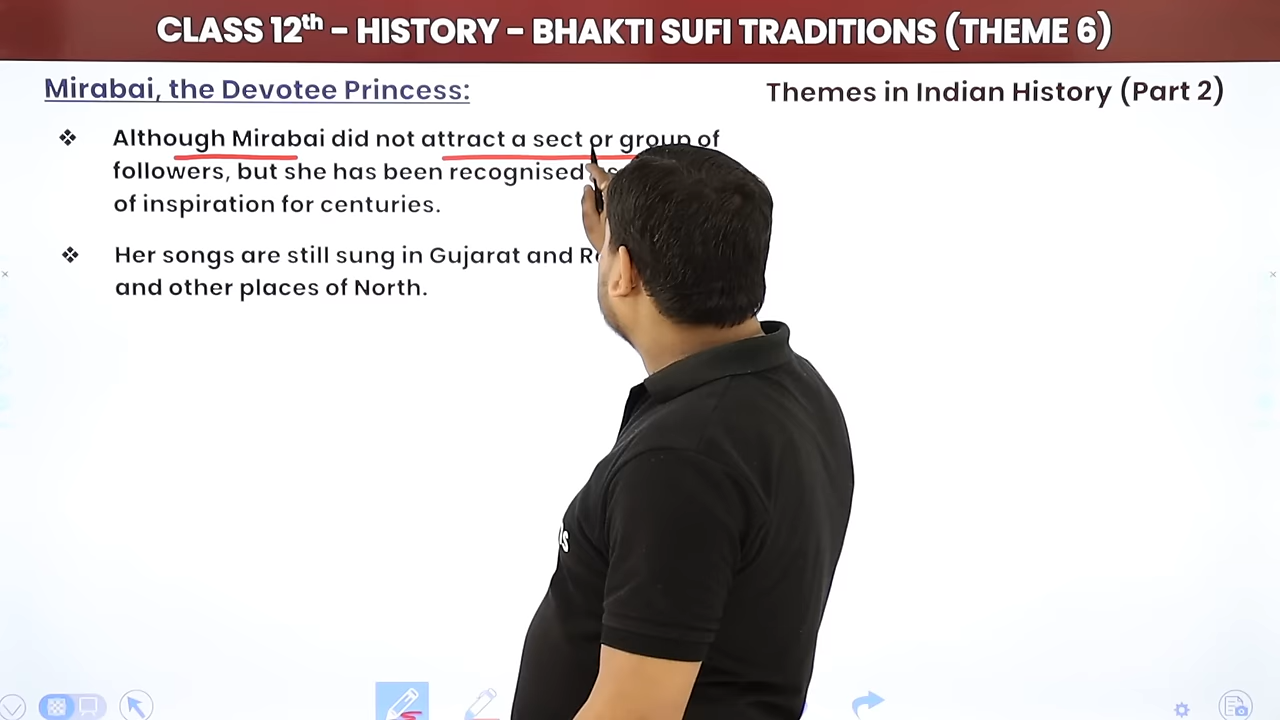 CLASS 12th – HISTORY – BHAKTI SUFI TRADITIONS (THEME 6)
Mirabai, the Devotee Princess:
Themes in Indian History (Part 2)
❖ Although Mirabai did not attract a sect or group of
followers, but she has been recognised
of inspiration for centuries.
❖ Her songs are still sung in Gujarat and
and other places of North.